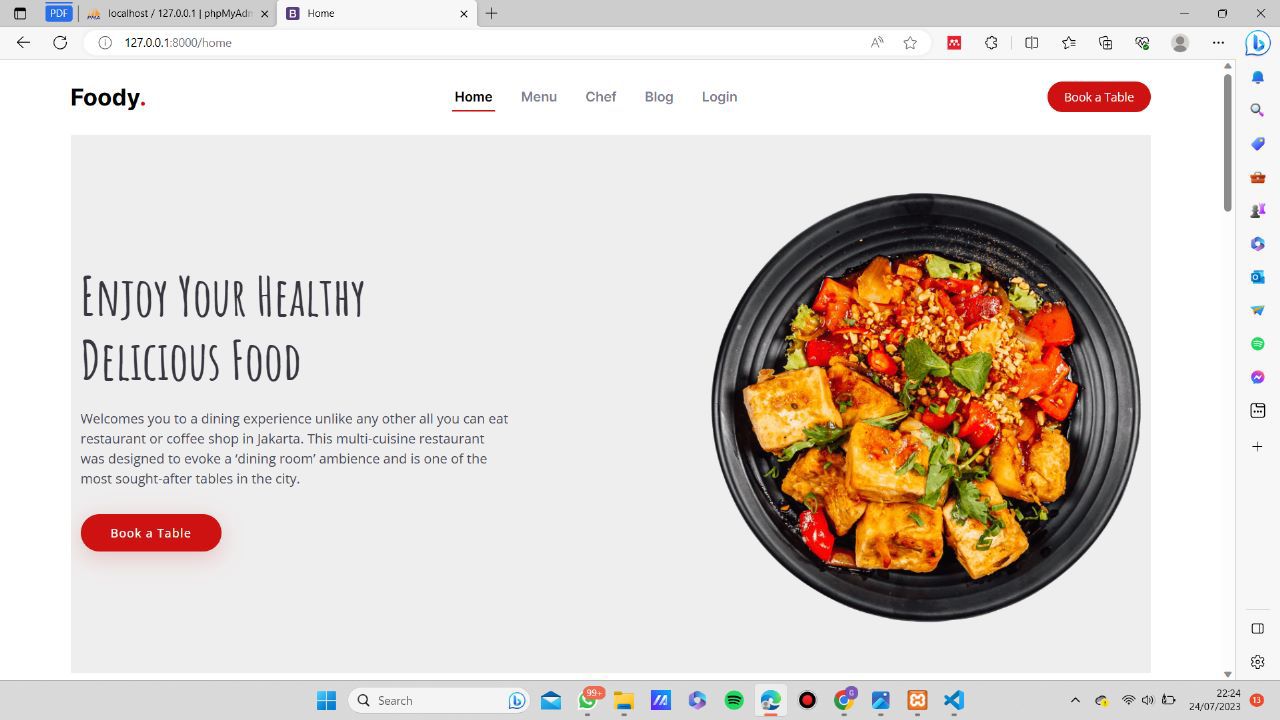 PDF
localhost / 127.0.0.1 | phpMyAdm
Home
127.0.0.1:8000/home
Foody.
Home
Menu
Chef
Blog
Login
Book a Table
Enjoy Your Healthy
Delicious Food
Welcomes you to a dining experience unlike any other all you can eat
restaurant or coffee shop in Jakarta. This multi-cuisine restaurant
was designed to evoke a ‘dining room’ ambience and is one of the
most sought-after tables in the city.
Book a Table
Search
99+
G
22:24
24/07/2023
13